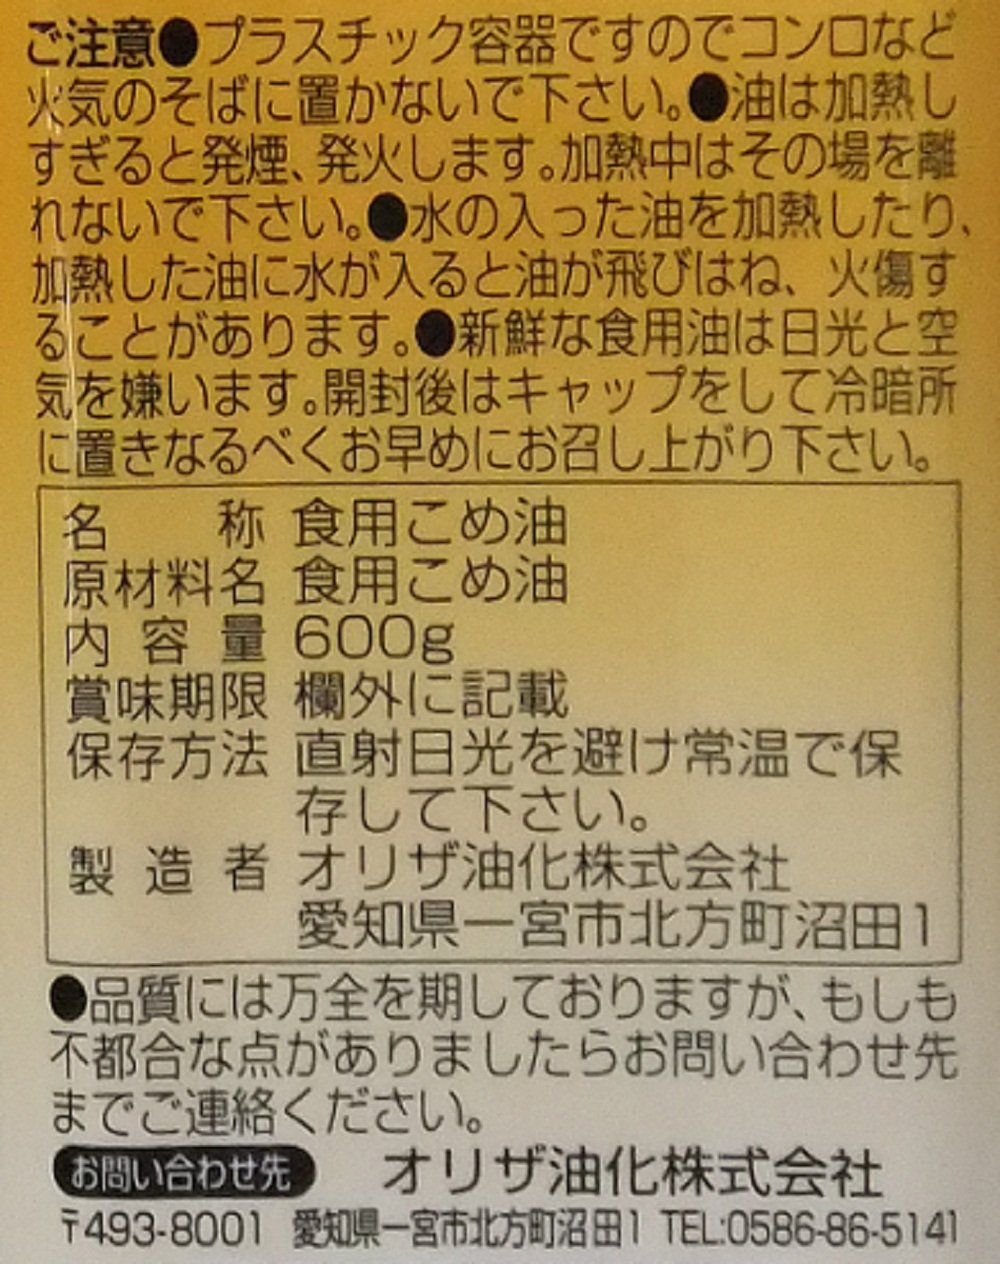 ご注意●プラスチック容器ですのでコンロなど
火気のそばに置かないで下さい。●油は加熱し
すぎると発煙、発火します。加熱中はその場を離
れないで下さい。●水の入った油を加熱したり、
加熱した油に水が入ると油が飛びはね、火傷す
ることがあります。●新鮮な食用油は日光と空
気を嫌います。開封後はキャップをして冷暗所
に置きなるべくお早めにお召し上がり下さい。
名称 食用こめ油
原材料名 食用こめ油
内容量 600g
賞味期限 欄外に記載
保存方法 直射日光を避け常温で保
存して下さい。
製造者 オリザ油化株式会社
愛知県一宮市北方町沼田1
●品質には万全を期しておりますが、もしも
不都合な点がありましたらお問い合わせ先
までご連絡ください。
お問い合わせ先 オリザ油化株式会社
〒493-8001 愛知県一宮市北方町沼田1 TEL:0586-86-5141